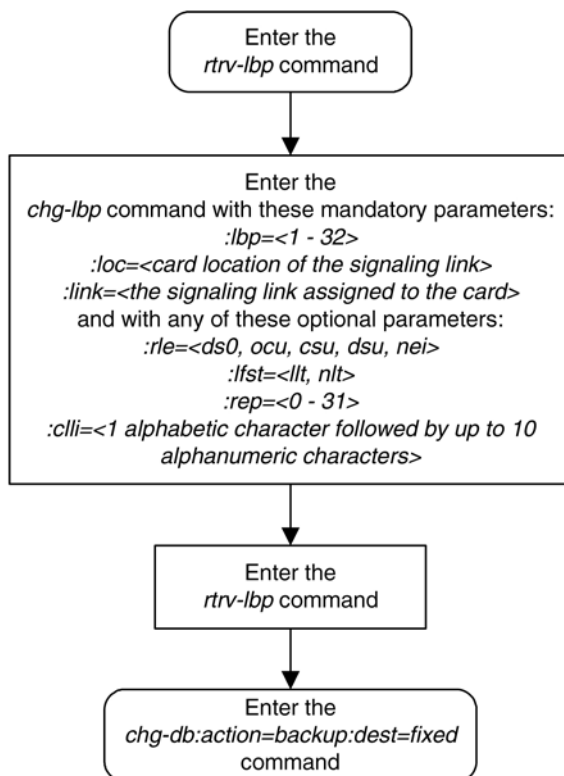 Enter the
rtrv-lbp command
Enter the
chg-lbp command with these mandatory parameters:
:lbp=<1 - 32>
:loc=<card location of the signaling link>
:link=<the signaling link assigned to the card>
and with any of these optional parameters:
:rle=<ds0, ocu, csu, dsu, nei>
:lfst=<llt, nlt>
:rep=<0 - 31>
:clli=<1 alphabetic character followed by up to 10
alphanumeric characters>
Enter the
rtrv-lbp command
Enter the
chg-db:action=backup:dest=fixed
command